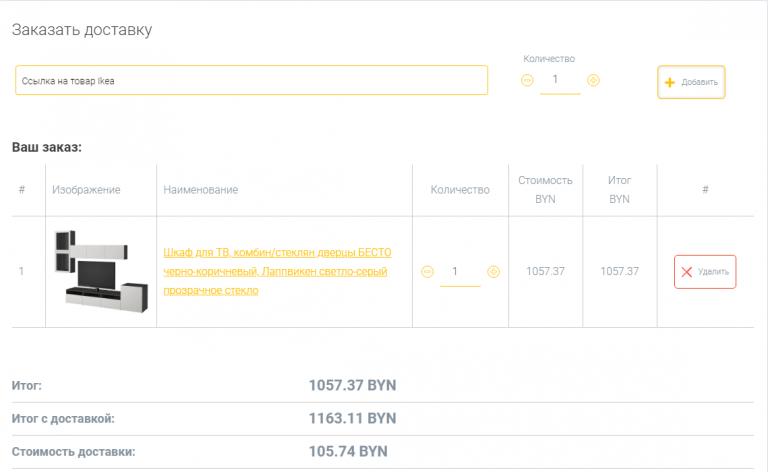 Заказать доставку
Количество
Ссылка на товар Ikea
1
Добавить
Ваш заказ:
# Изображение Наименование Количество Стоимость BYN Итог BYN #
1
Шкаф для ТВ, комбин/стеклян дверцы БЕСТО
черно-коричневый, Лаппвикен светло-серый
прозрачное стекло
1 1057.37 1057.37 Удалить
Итог: 1057.37 BYN
Итог с доставкой: 1163.11 BYN
Стоимость доставки: 105.74 BYN